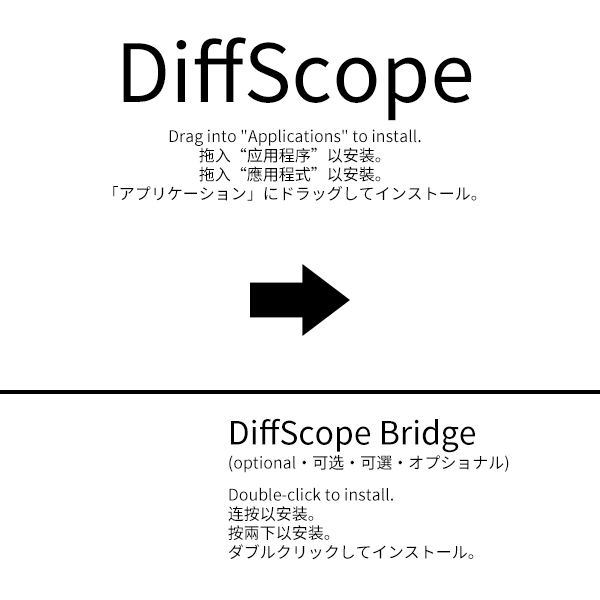 DiffScope
Drag into "Applications" to install.
拖入“应用程序”以安装。
拖入“應用程式”以安裝。
「アプリケーション」にドラッグしてインストール。
DiffScope Bridge
(optional・可选・可選・オプショナル)
Double-click to install.
连按以安装。
按兩下以安裝。
ダブルクリックしてインストール。